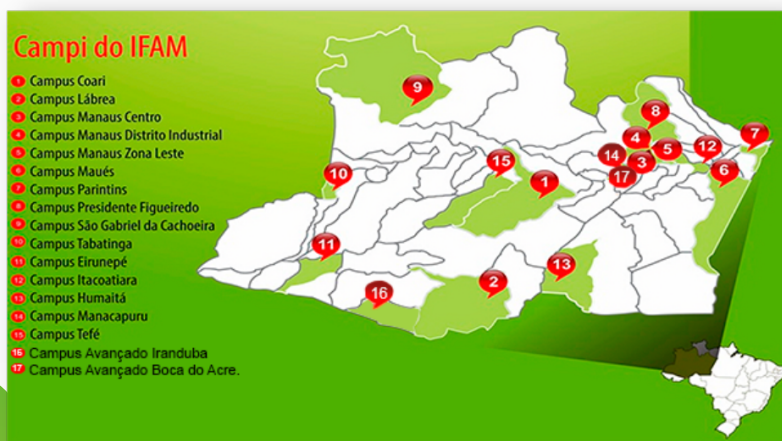 Campi do IFAM
1 Campus Coari
2 Campus Lábrea
3 Campus Manaus Centro
4 Campus Manaus Distrito Industrial
5 Campus Manaus Zona Leste
6 Campus Maués
7 Campus Parintins
8 Campus Presidente Figueiredo
9 Campus São Gabriel da Cachoeira
10 Campus Tabatinga
11 Campus Eirunepé
12 Campus Itacoatiara
13 Campus Humaitá
14 Campus Manacapuru
15 Campus Tefé
16 Campus Avançado Iranduba
17 Campus Avançado Boca do Acre.
9
8
7
4
5
12
14
3
15
6
10
17
1
11
13
2
16